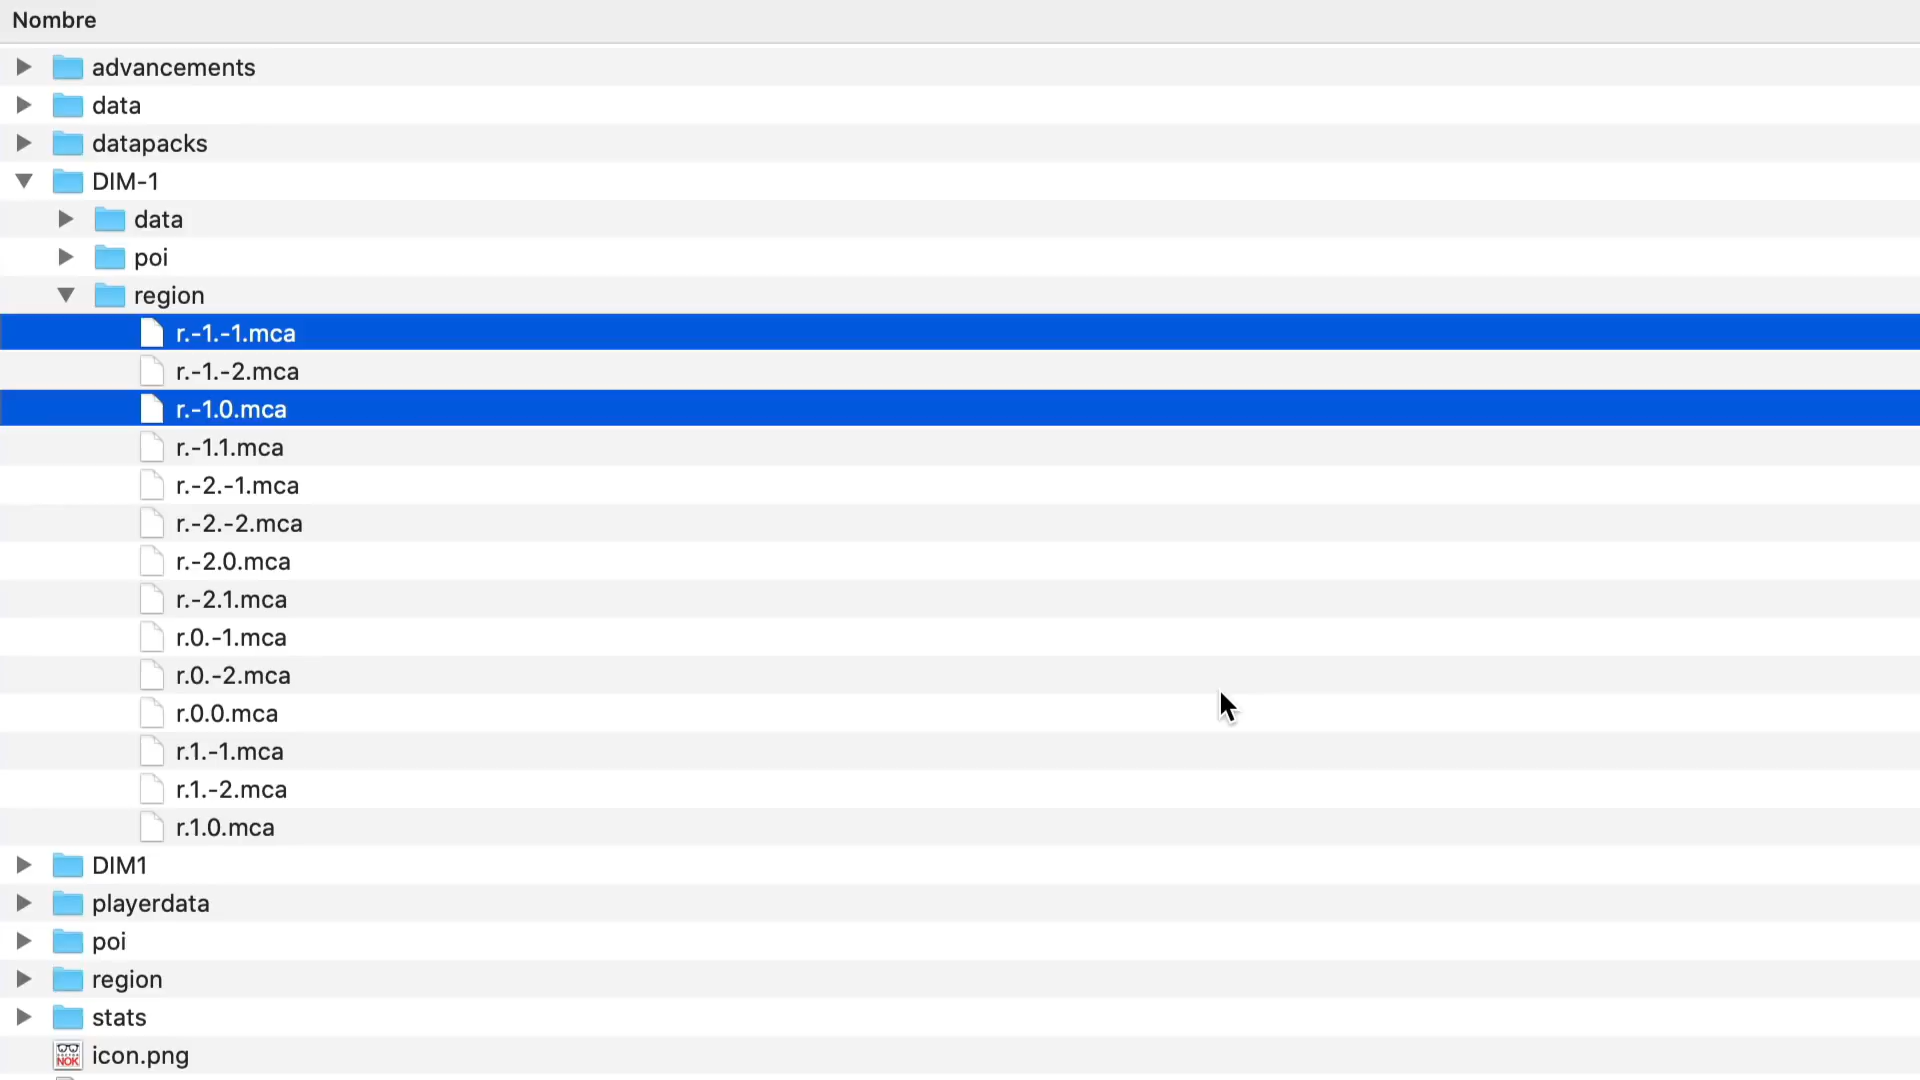 Nombre
advancements
data
datapacks
DIM-1
data
poi
region
r.-1.-1.mca
r.-1.-2.mca
r.-1.0.mca
r.-1.1.mca
r.-2.-1.mca
r.-2.-2.mca
r.-2.0.mca
r.-2.1.mca
r.0.-1.mca
r.0.-2.mca
r.0.0.mca
r.1.-1.mca
r.1.-2.mca
r.1.0.mca
DIM1
playerdata
poi
region
stats
NOK icon.png